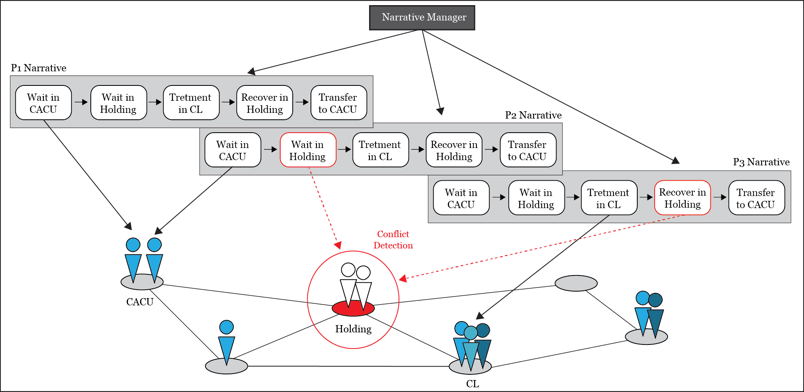 Narrative Manager
P1 Narrative
Wait in
CACU
Wait in
Holding
Tretment
in CL
Recover in
Holding
Transfer
to CACU
P2 Narrative
Wait in
CACU
Wait in
Holding
Tretment
in CL
Recover in
Holding
Transfer
to CACU
P3 Narrative
Wait in
CACU
Wait in
Holding
Tretment
in CL
Recover in
Holding
Transfer
to CACU
Conflict
Detection
CACU
Holding
CL